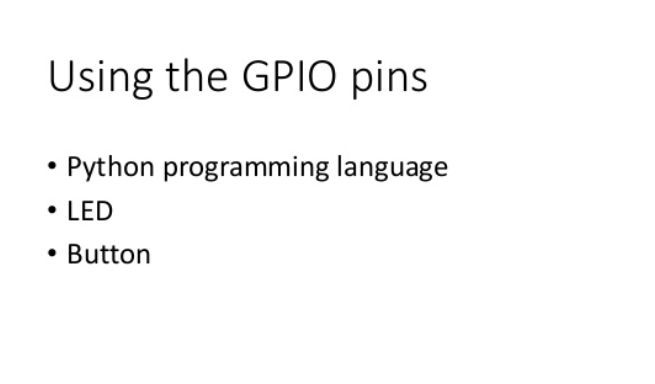 Using the GPIO pins
• Python programming language
• LED
• Button